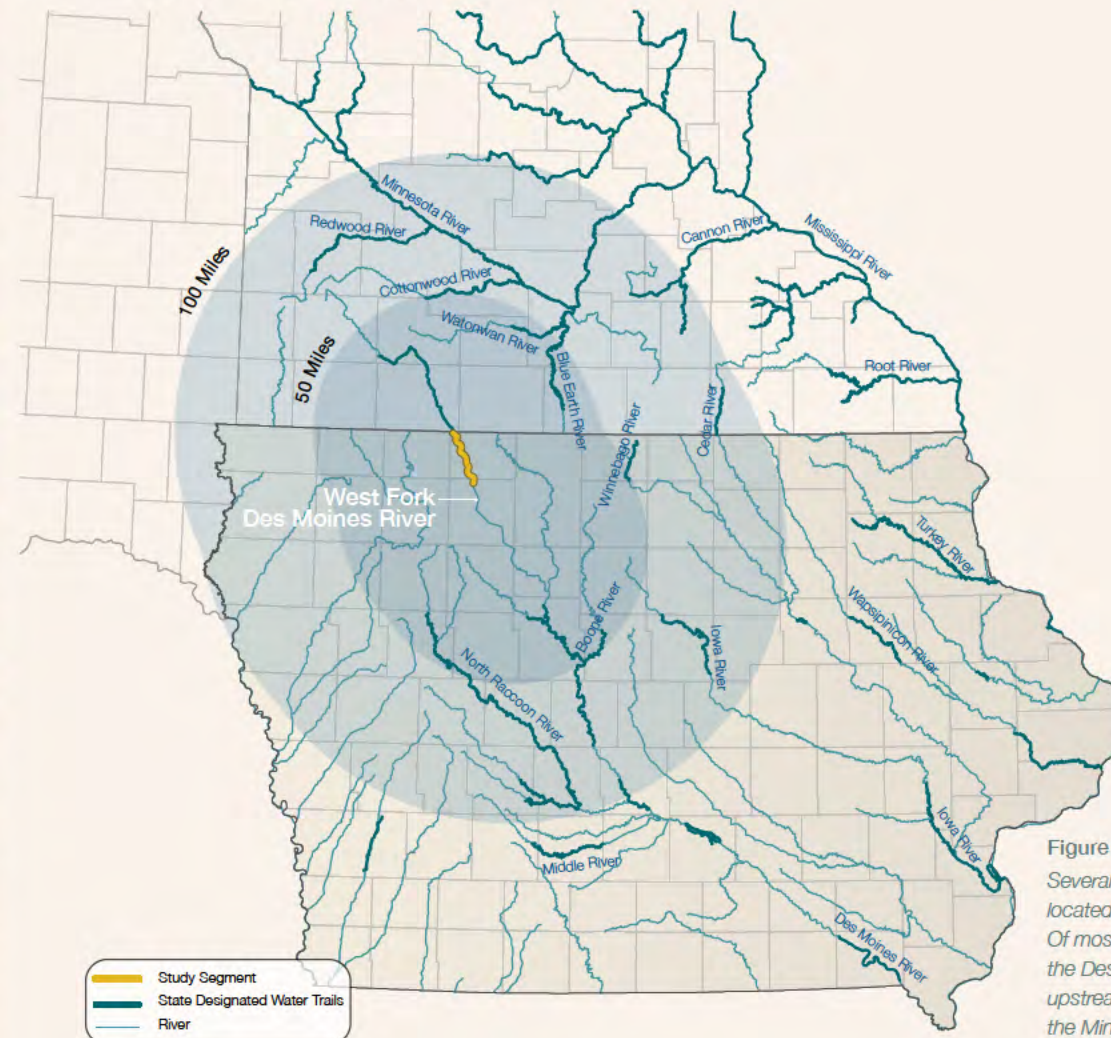 Minnesota River
Redwood River
Cannon River
Mississippi River
100 Miles
Cottonwood River
Watonwan River
50 Miles
Blue Earth River
Root River
Cedar River
Winnebago River
West Fork
Des Moines River
Turkey River
Boone River
Wapsipinicon River
Iowa River
North Raccoon River
Iowa River
Middle River
Des Moines River
Figure
Several
located
Of mos
the Des
upstrea
the Min
Study Segment
State Designated Water Trails
River